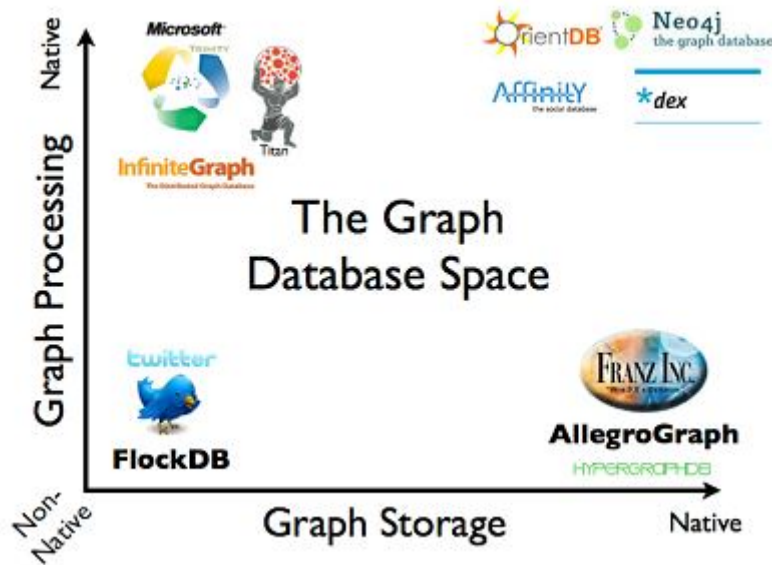 Microsoft
TRINITY
Titan
InfiniteGraph
The Distributed Graph Database
OrientDB
Neo4j
the graph database
Affinity
the social database
*dex
Native
Graph Processing
The Graph
Database Space
twitter
FlockDB
FRANZ INC.
AllegroGraph
HYPERGRAPHDB
Non-
Native
Graph Storage
Native